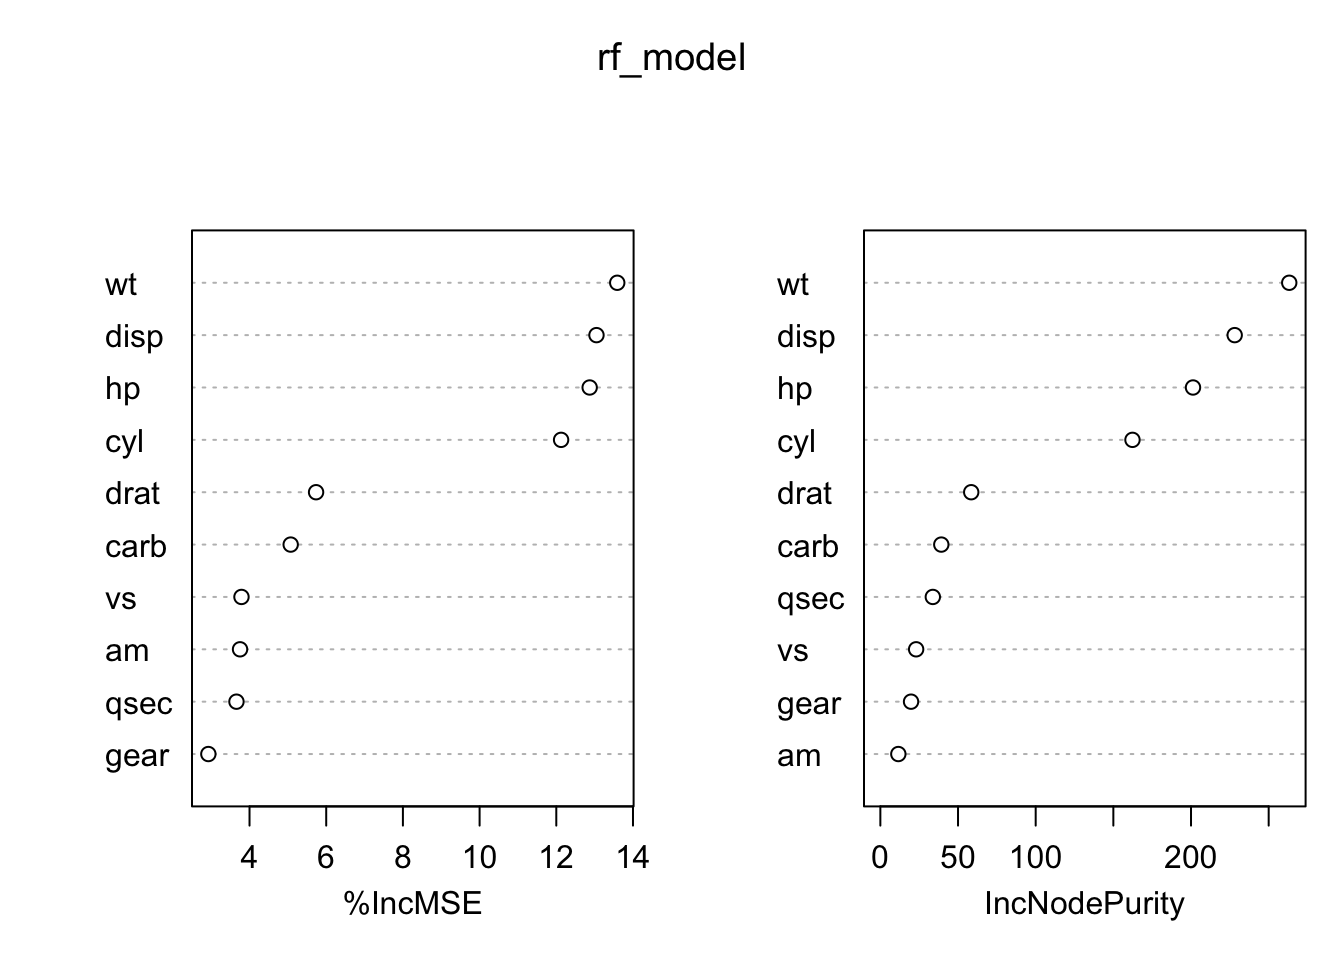 rf_model
wt
disp
hp
cyl
drat
carb
vs
am
qsec
gear
4 6 8 10 12 14
%IncMSE
wt
disp
hp
cyl
drat
carb
qsec
vs
gear
am
0 50 100 200
IncNodePurity